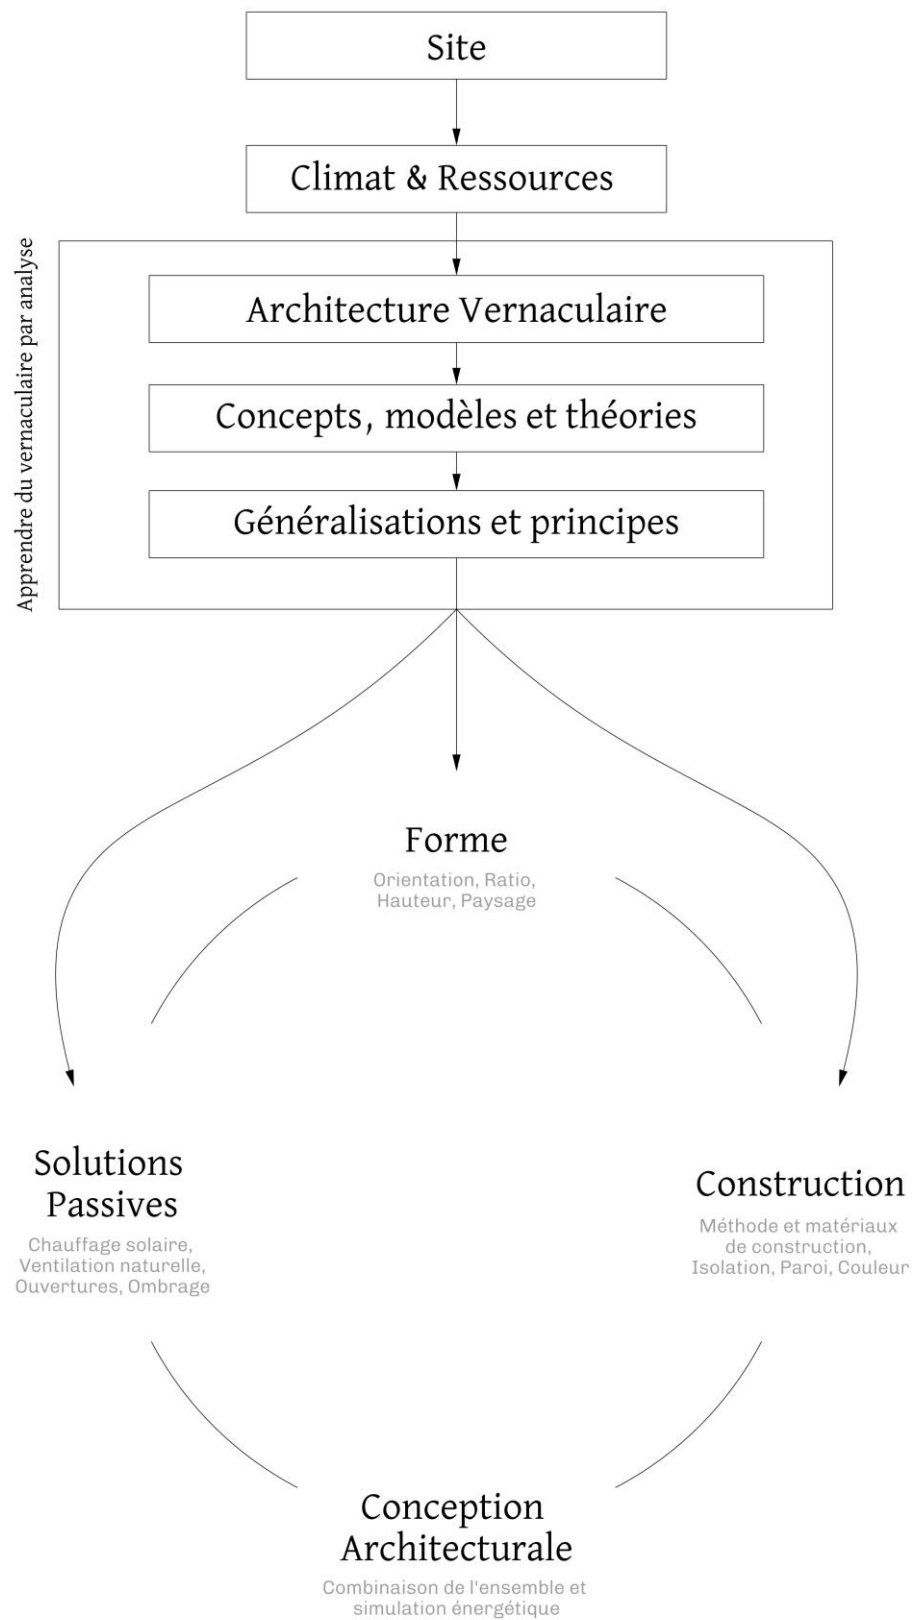 Site
Climat & Ressources
Apprendre du vernaculaire par analyse
Architecture Vernaculaire
Concepts, modèles et théories
Généralisations et principes
Forme
Orientation, Ratio,
Hauteur, Paysage
Solutions
Passives
Chauffage solaire,
Ventilation naturelle,
Ouvertures, Ombrage
Construction
Méthode et matériaux
de construction,
Isolation, Paroi, Couleur
Conception
Architecturale
Combinaison de l'ensemble et
simulation énergétique